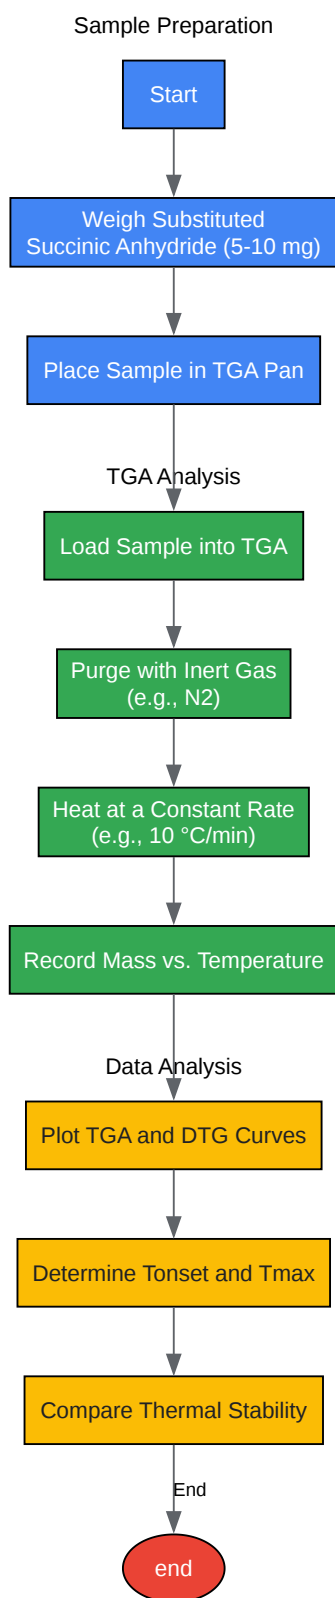 Sample Preparation
Start
Weigh Substituted
Succinic Anhydride (5-10 mg)
Place Sample in TGA Pan
TGA Analysis
Load Sample into TGA
Purge with Inert Gas
(e.g., N2)
Heat at a Constant Rate
(e.g., 10 °C/min)
Record Mass vs. Temperature
Data Analysis
Plot TGA and DTG Curves
Determine Tonset and Tmax
Compare Thermal Stability
End
end